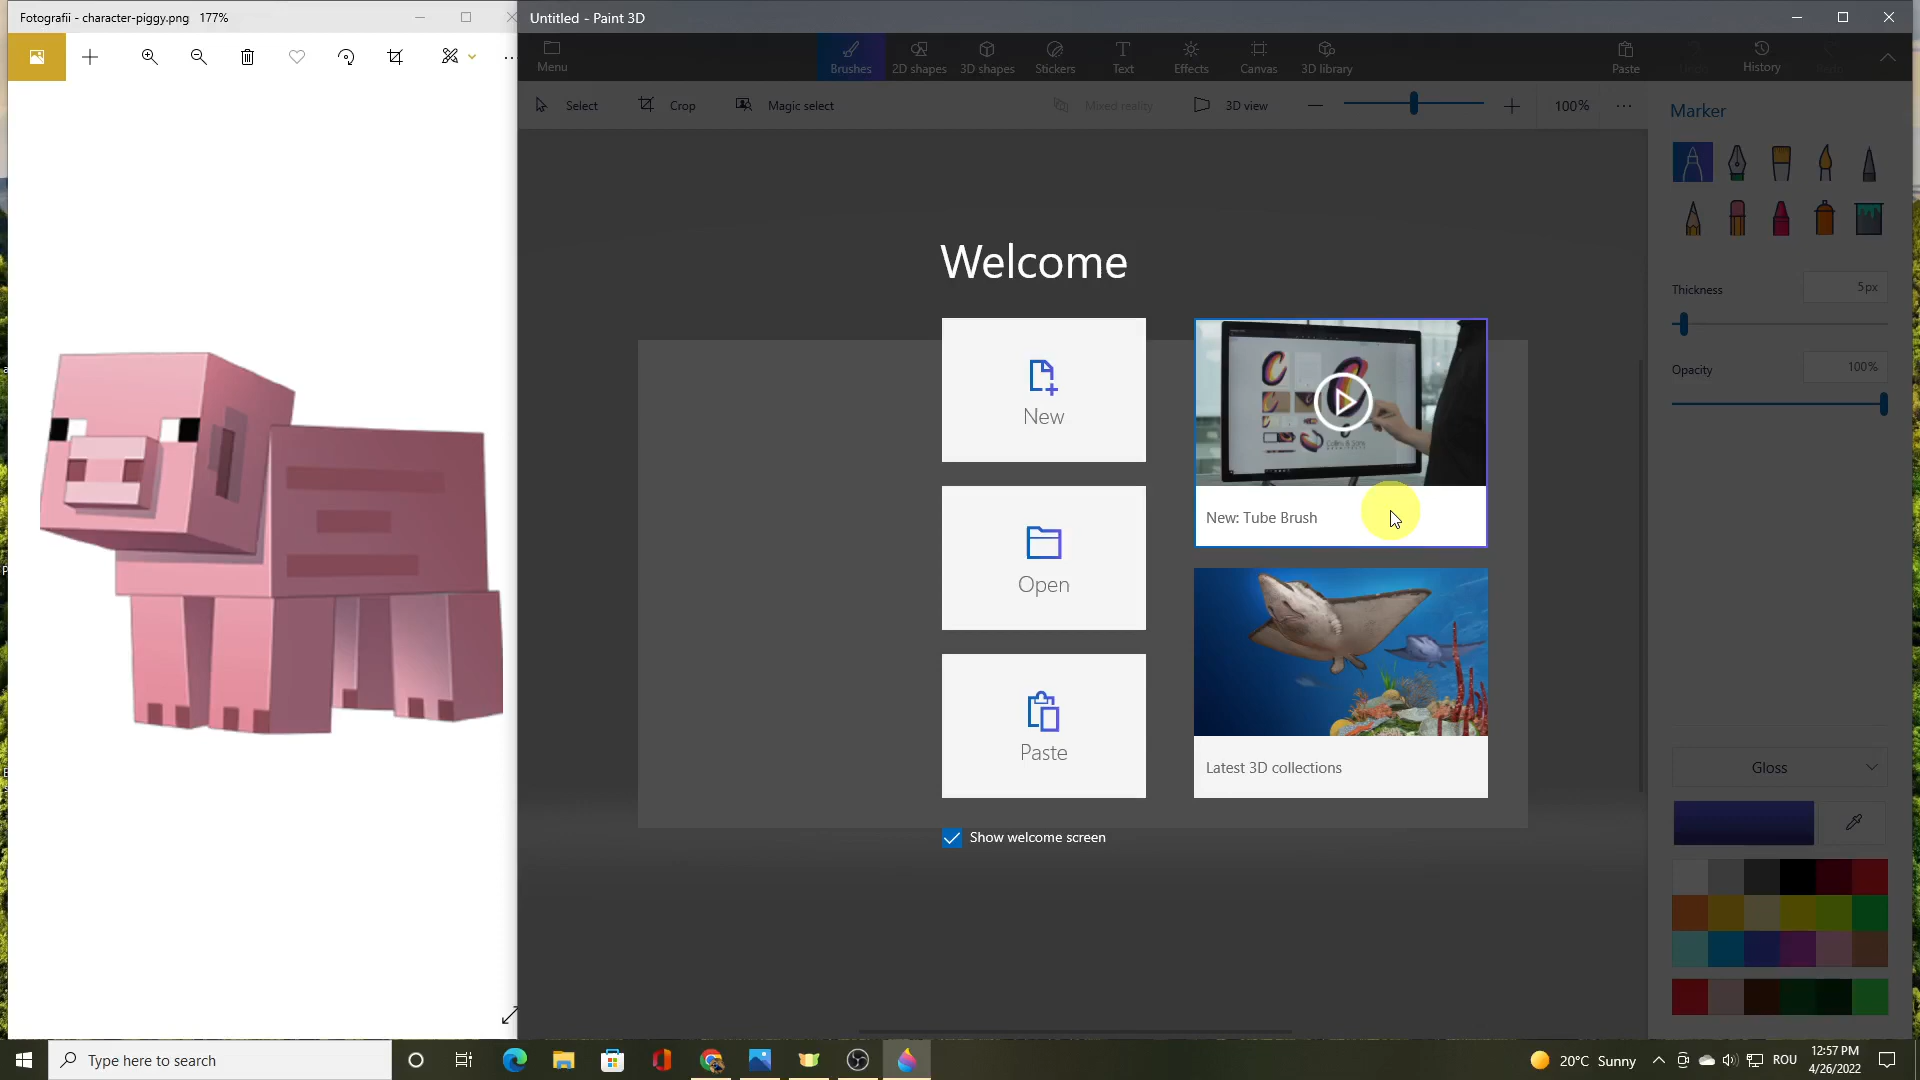 Fotografii - character-piggy.png   177%
Untitled - Paint 3D
Menu
Brushes
2D shapes
3D shapes
Stickers
Text
Effects
Canvas
3D library
Paste
History
Select
Crop
Magic select
Mixed reality
3D view
100%
Marker
Thickness
5px
Opacity
100%
Welcome
New
Open
Paste
New: Tube Brush
Latest 3D collections
Show welcome screen
Gloss
Type here to search
20°C Sunny
ROU
12:57 PM
4/26/2022